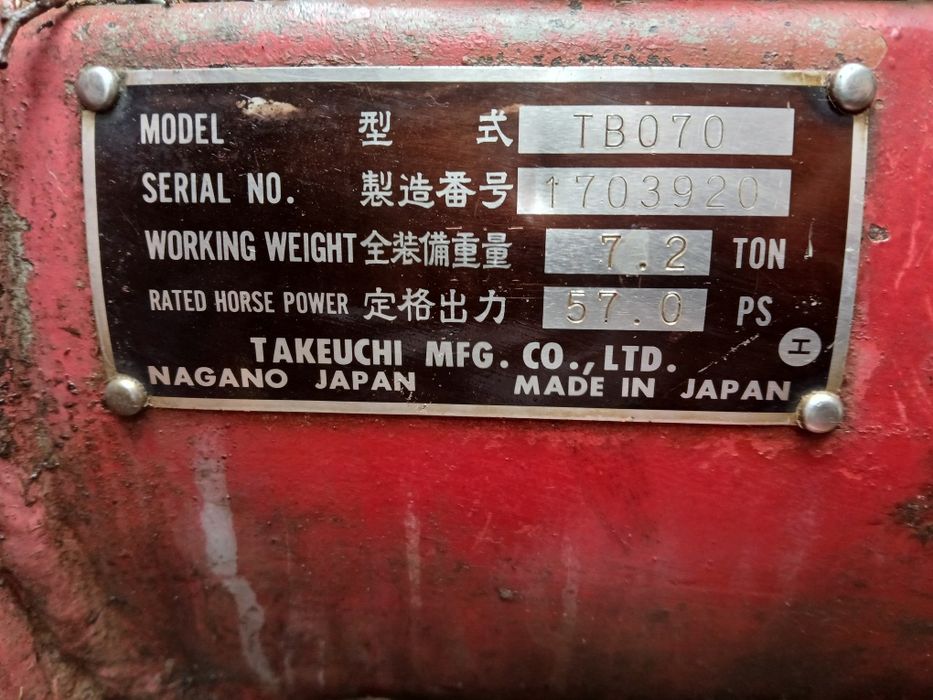 MODEL 型 式 TB070
SERIAL NO. 製造番号 1703920
WORKING WEIGHT 全装備重量 7.2 TON
RATED HORSE POWER 定格出力 57.0 PS
TAKEUCHI MFG. CO., LTD. エ
NAGANO JAPAN MADE IN JAPAN